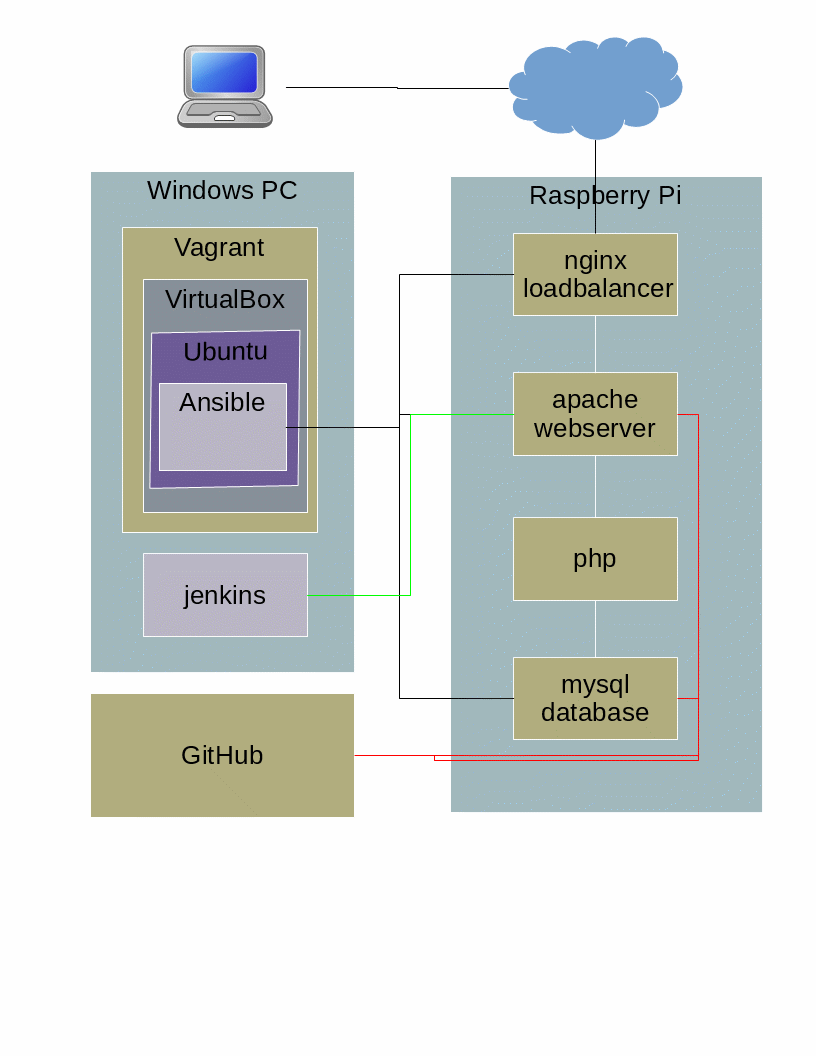 Windows PC
Vagrant
VirtualBox
Ubuntu
Ansible
jenkins
GitHub
Raspberry Pi
nginx
loadbalancer
apache
webserver
php
mysql
database